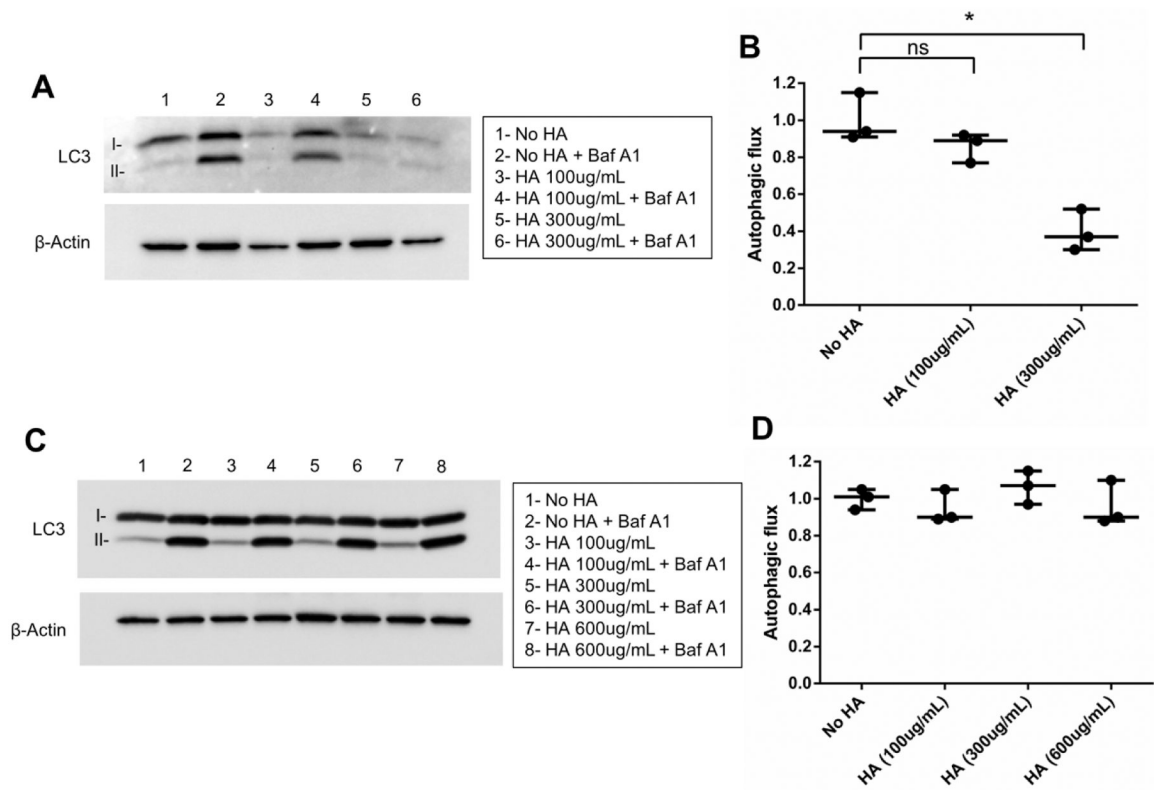 A
1 2 3 4 5 6
LC3
I-
II-
β-Actin
1- No HA
2- No HA + Baf A1
3- HA 100ug/mL
4- HA 100ug/mL + Baf A1
5- HA 300ug/mL
6- HA 300ug/mL + Baf A1
B
*
ns
Autophagic flux
1.2
1.0
0.8
0.6
0.4
0.2
0.0
No HA
HA (100ug/mL)
HA (300ug/mL)
C
1 2 3 4 5 6 7 8
LC3
I-
II-
β-Actin
1- No HA
2- No HA + Baf A1
3- HA 100ug/mL
4- HA 100ug/mL + Baf A1
5- HA 300ug/mL
6- HA 300ug/mL + Baf A1
7- HA 600ug/mL
8- HA 600ug/mL + Baf A1
D
Autophagic flux
1.2
1.0
0.8
0.6
0.4
0.2
0.0
No HA
HA (100ug/mL)
HA (300ug/mL)
HA (600ug/mL)